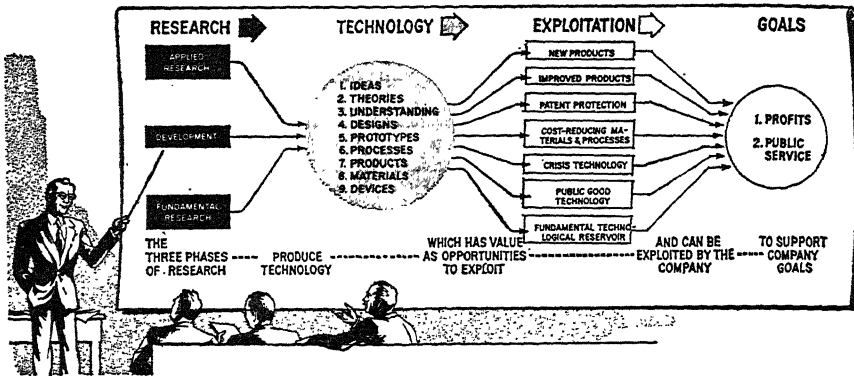 RESEARCH
TECHNOLOGY
EXPLOITATION
GOALS
APPLIED
RESEARCH
DEVELOPMENT
FUNDAMENTAL
RESEARCH
1. IDEAS
2. THEORIES
3. UNDERSTANDING
4. DESIGNS
5. PROTOTYPES
6. PROCESSES
7. PRODUCTS
8. MATERIALS
9. DEVICES
NEW PRODUCTS
IMPROVED PRODUCTS
PATENT PROTECTION
COST-REDUCING MA-
TERIALS & PROCESSES
CRISIS TECHNOLOGY
PUBLIC GOOD
TECHNOLOGY
FUNDAMENTAL TECHNO-
LOGICAL RESERVOIR
1. PROFITS
2. PUBLIC
SERVICE
THE
THREE PHASES
OF RESEARCH
PRODUCE
TECHNOLOGY
WHICH HAS VALUE
AS OPPORTUNITIES
TO EXPLOIT
AND CAN BE
EXPLOITED BY THE
COMPANY
TO SUPPORT
COMPANY
GOALS